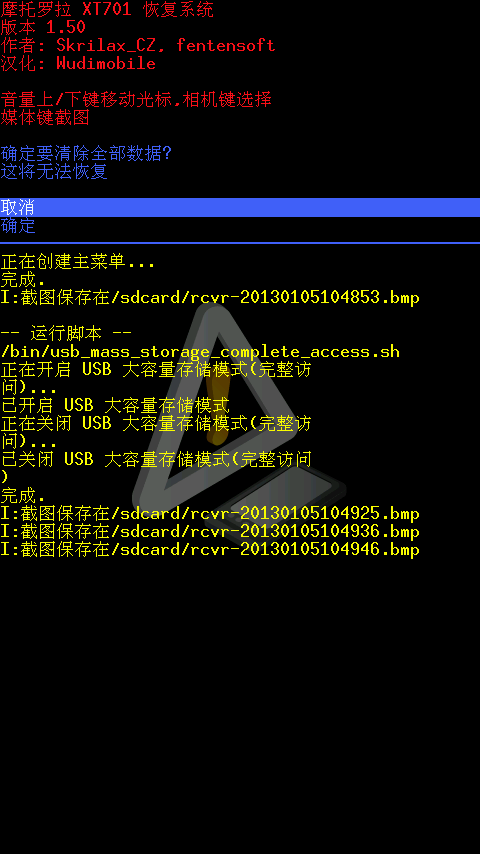 摩托罗拉 XT701 恢复系统
版本 1.50
作者: Skrilax_CZ, fentensoft
汉化: Wudimobile
音量上/下键移动光标,相机键选择
媒体键截图
确定要清除全部数据?
这将无法恢复
取消
确定
正在创建主菜单...
完成.
I:截图保存在/sdcard/rcvr-20130105104853.bmp
-- 运行脚本 --
/bin/usb_mass_storage_complete_access.sh
正在开启 USB 大容量存储模式(完整访
问)...
已开启 USB 大容量存储模式
正在关闭 USB 大容量存储模式(完整访
问)...
已关闭 USB 大容量存储模式(完整访问
)
完成.
I:截图保存在/sdcard/rcvr-20130105104925.bmp
I:截图保存在/sdcard/rcvr-20130105104936.bmp
I:截图保存在/sdcard/rcvr-20130105104946.bmp